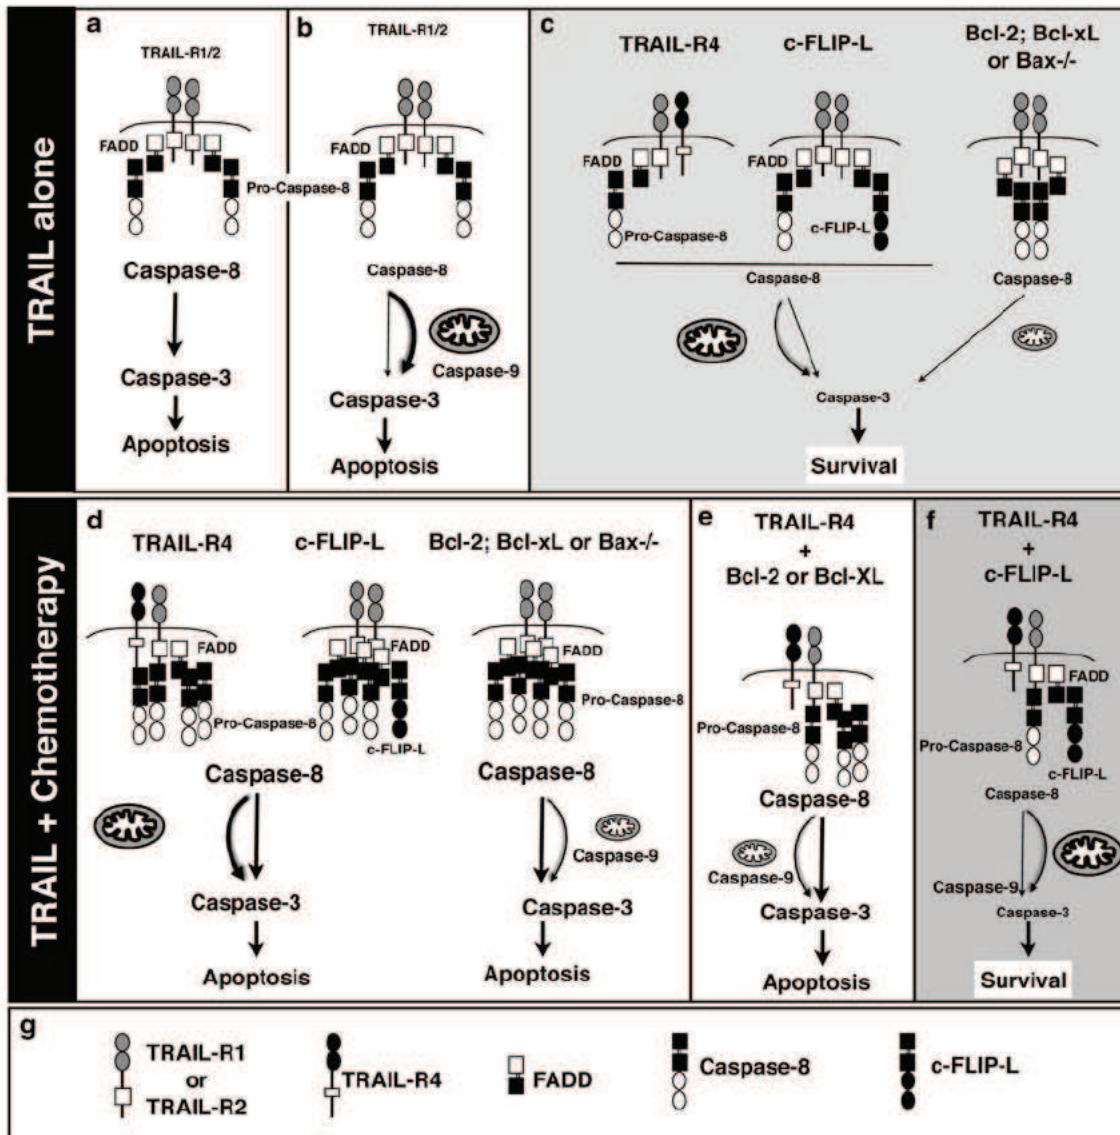 TRAIL alone
a
TRAIL-R1/2
FADD
Pro-Caspase-8
Caspase-8
Caspase-3
Apoptosis
b
TRAIL-R1/2
FADD
Caspase-8
Caspase-9
Caspase-3
Apoptosis
c
TRAIL-R4
c-FLIP-L
Bcl-2; Bcl-xL
or Bax-/-
FADD
FADD
Pro-Caspase-8
c-FLIP-L
Caspase-8
Caspase-8
Caspase-3
Survival
TRAIL + Chemotherapy
d
TRAIL-R4
c-FLIP-L
Bcl-2; Bcl-xL or Bax-/-
FADD
FADD
FADD
Pro-Caspase-8
Pro-Caspase-8
c-FLIP-L
Caspase-8
Caspase-8
Caspase-9
Caspase-3
Caspase-3
Apoptosis
Apoptosis
e
TRAIL-R4
+
Bcl-2 or Bcl-XL
FADD
Pro-Caspase-8
Caspase-8
Caspase-9
Caspase-3
Apoptosis
f
TRAIL-R4
+
c-FLIP-L
FADD
Pro-Caspase-8
c-FLIP-L
Caspase-8
Caspase-9
Caspase-3
Survival
g
TRAIL-R1
or
TRAIL-R2
TRAIL-R4
FADD
Caspase-8
c-FLIP-L